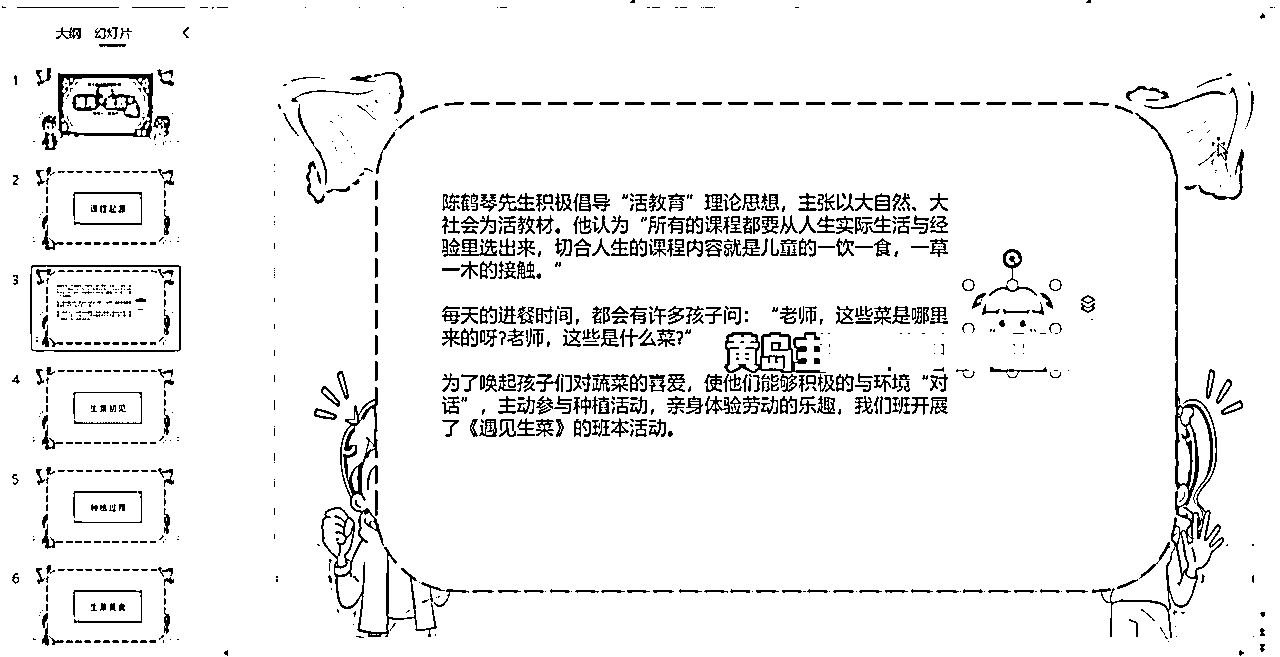 大纲 幻灯片
1
2
课程起源
3
4
生菜初见
5
种植过程
6
生菜美食
陈鹤琴先生积极倡导“活教育”理论思想，主张以大自然、大
社会为活教材。他认为“所有的课程都要从人生实际生活与经
验里选出来，切合人生的课程内容就是儿童的一饮一食，一草
一木的接触。”
每天的进餐时间，都会有许多孩子问：“老师，这些菜是哪里
来的呀?老师，这些是什么菜?”
黄岛主
为了唤起孩子们对蔬菜的喜爱，使他们能够积极的与环境“对
话”，主动参与种植活动，亲身体验劳动的乐趣，我们班开展
了《遇见生菜》的班本活动。